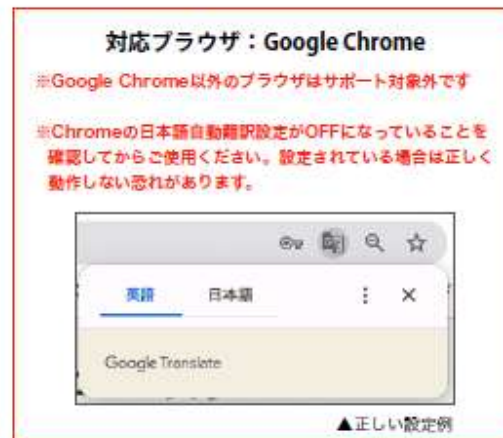 対応ブラウザ：Google Chrome
※Google Chrome以外のブラウザはサポート対象外です
※Chromeの日本語自動翻訳設定がOFFになっていることを
確認してからご使用ください。設定されている場合は正しく
動作しない恐れがあります。
英語 日本語
Google Translate
▲正しい設定例